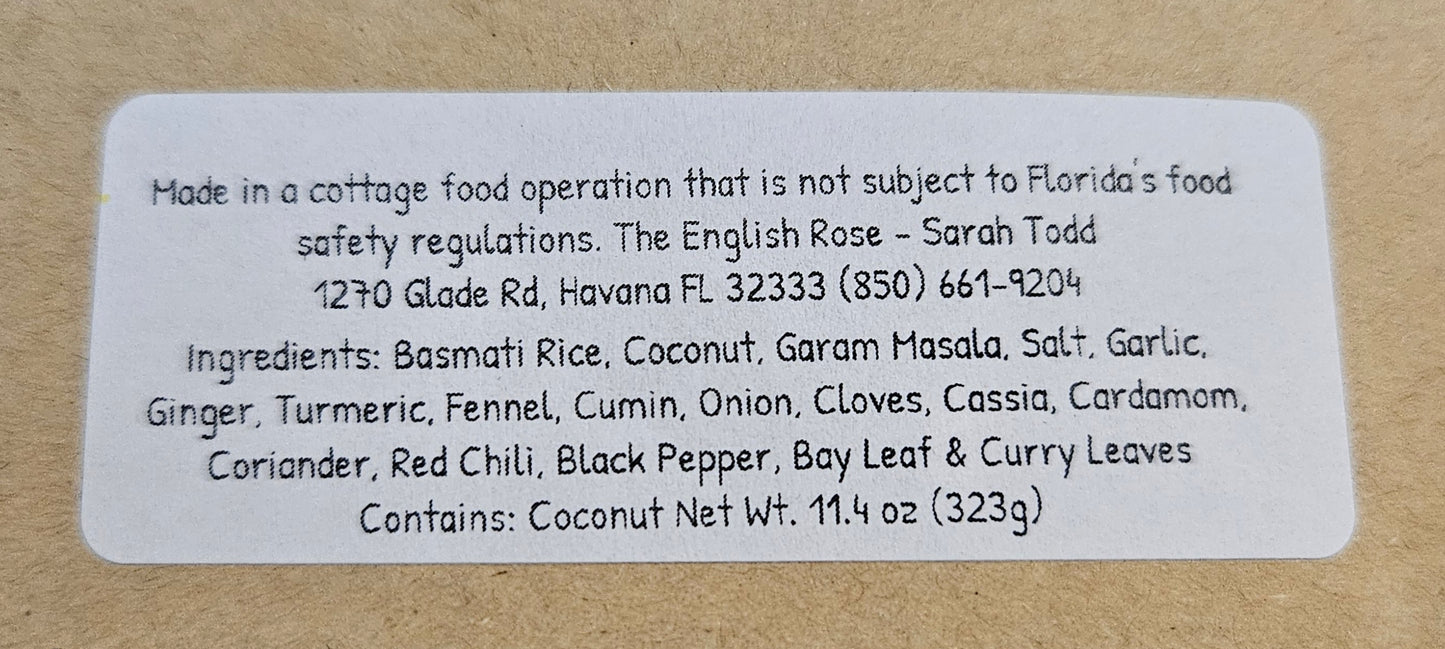 Made in a cottage food operation that is not subject to Florida's food
safety regulations. The English Rose - Sarah Todd
1270 Glade Rd, Havana FL 32333 (850) 661-9204
Ingredients: Basmati Rice, Coconut, Garam Masala, Salt, Garlic,
Ginger, Turmeric, Fennel, Cumin, Onion, Cloves, Cassia, Cardamom,
Coriander, Red Chili, Black Pepper, Bay Leaf & Curry Leaves
Contains: Coconut Net Wt. 11.4 oz (323g)